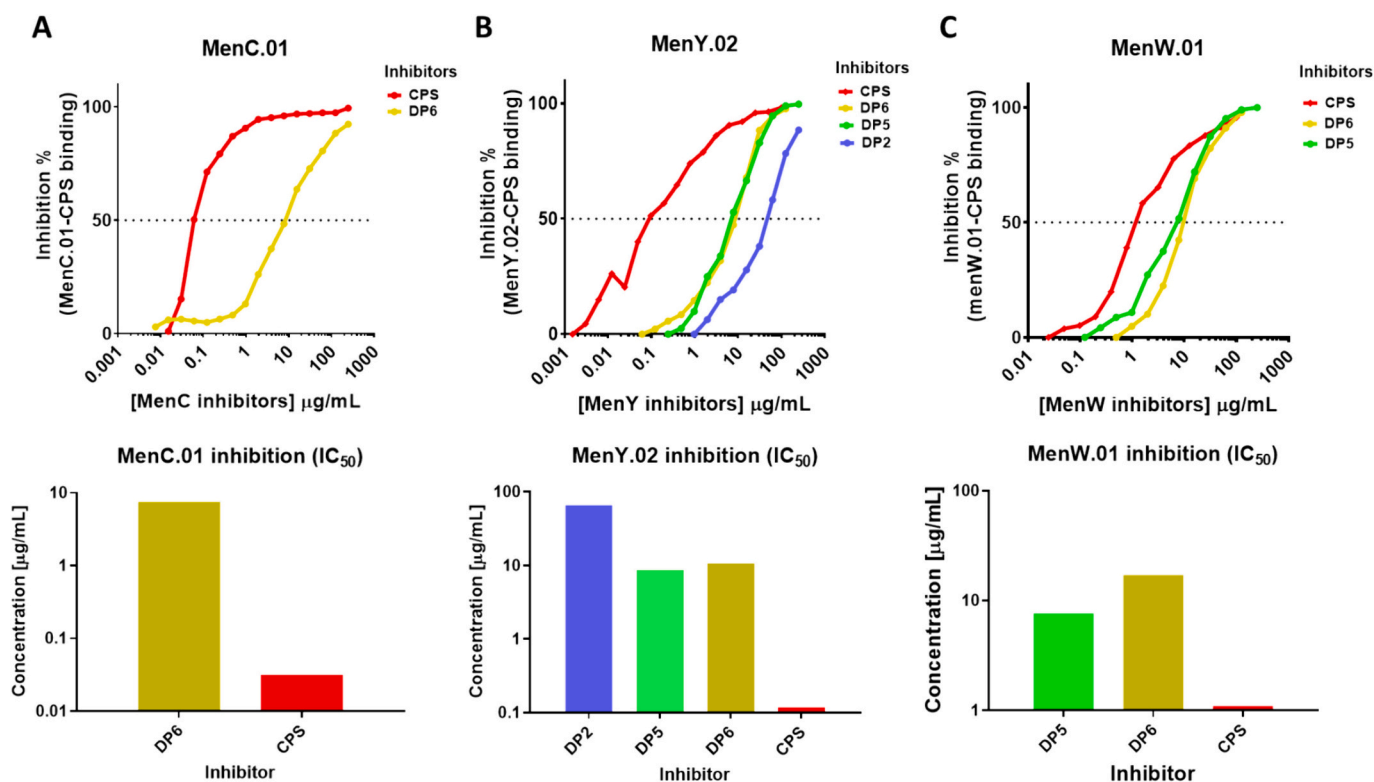 A
MenC.01
Inhibitors
CPS
DP6
Inhibition %
(MenC.01-CPS binding)
100
50
0
0.001
0.01
0.1
1
10
100
1000
[MenC inhibitors] μg/mL
B
MenY.02
Inhibitors
CPS
DP6
DP5
DP2
Inhibition %
(MenY.02-CPS binding)
100
50
0
0.001
0.01
0.1
1
10
100
1000
[MenY inhibitors] μg/mL
C
MenW.01
Inhibitors
CPS
DP6
DP5
Inhibition %
(menW.01-CPS binding)
100
50
0
0.01
0.1
1
10
100
1000
[MenW inhibitors] μg/mL
MenC.01 inhibition (IC50)
Concentration [μg/mL]
10
1
0.1
0.01
DP6
CPS
Inhibitor
MenY.02 inhibition (IC50)
Concentration [μg/mL]
100
10
1
0.1
DP2
DP5
DP6
CPS
Inhibitor
MenW.01 inhibition (IC50)
Concentration [μg/mL]
100
10
1
DP5
DP6
CPS
Inhibitor